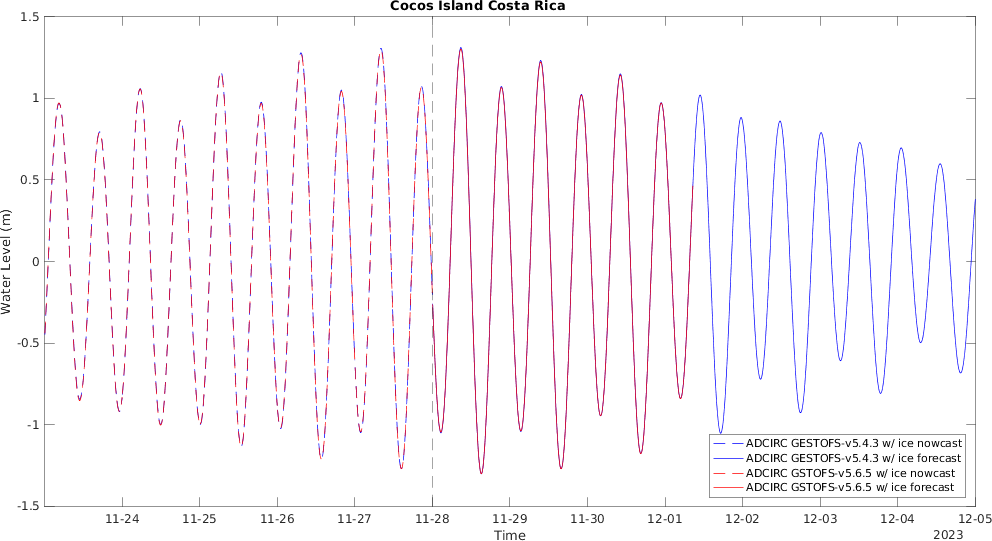 Cocos Island Costa Rica
1.5
1
0.5
0
-0.5
-1
-1.5
Water Level (m)
11-24 11-25 11-26 11-27 11-28 11-29 11-30 12-01 12-02 12-03 12-04 12-05
Time
2023
ADCIRC GESTOFS-v5.4.3 w/ ice nowcast
ADCIRC GESTOFS-v5.4.3 w/ ice forecast
ADCIRC GSTOFS-v5.6.5 w/ ice nowcast
ADCIRC GSTOFS-v5.6.5 w/ ice forecast